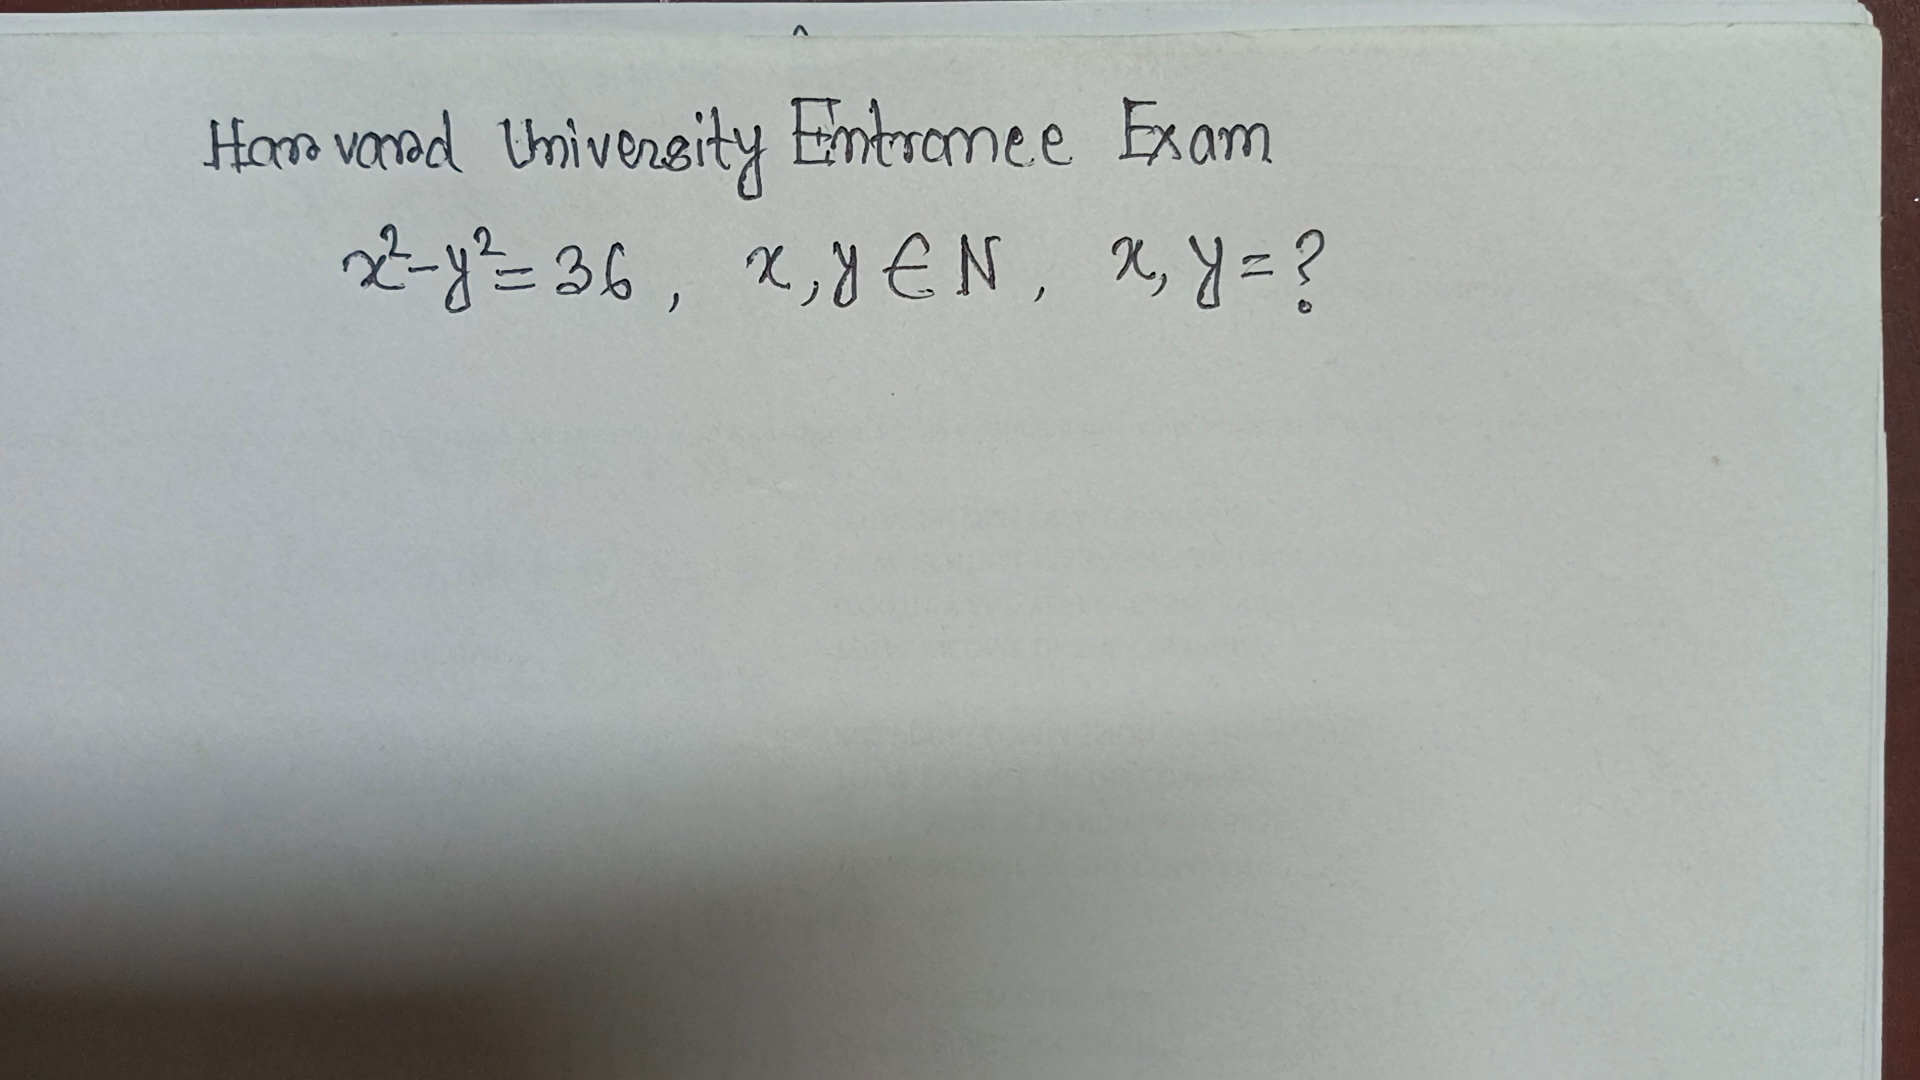 Harvard University Entrance Exam
x²-y²=36, x,y ∈ N, x, y = ?